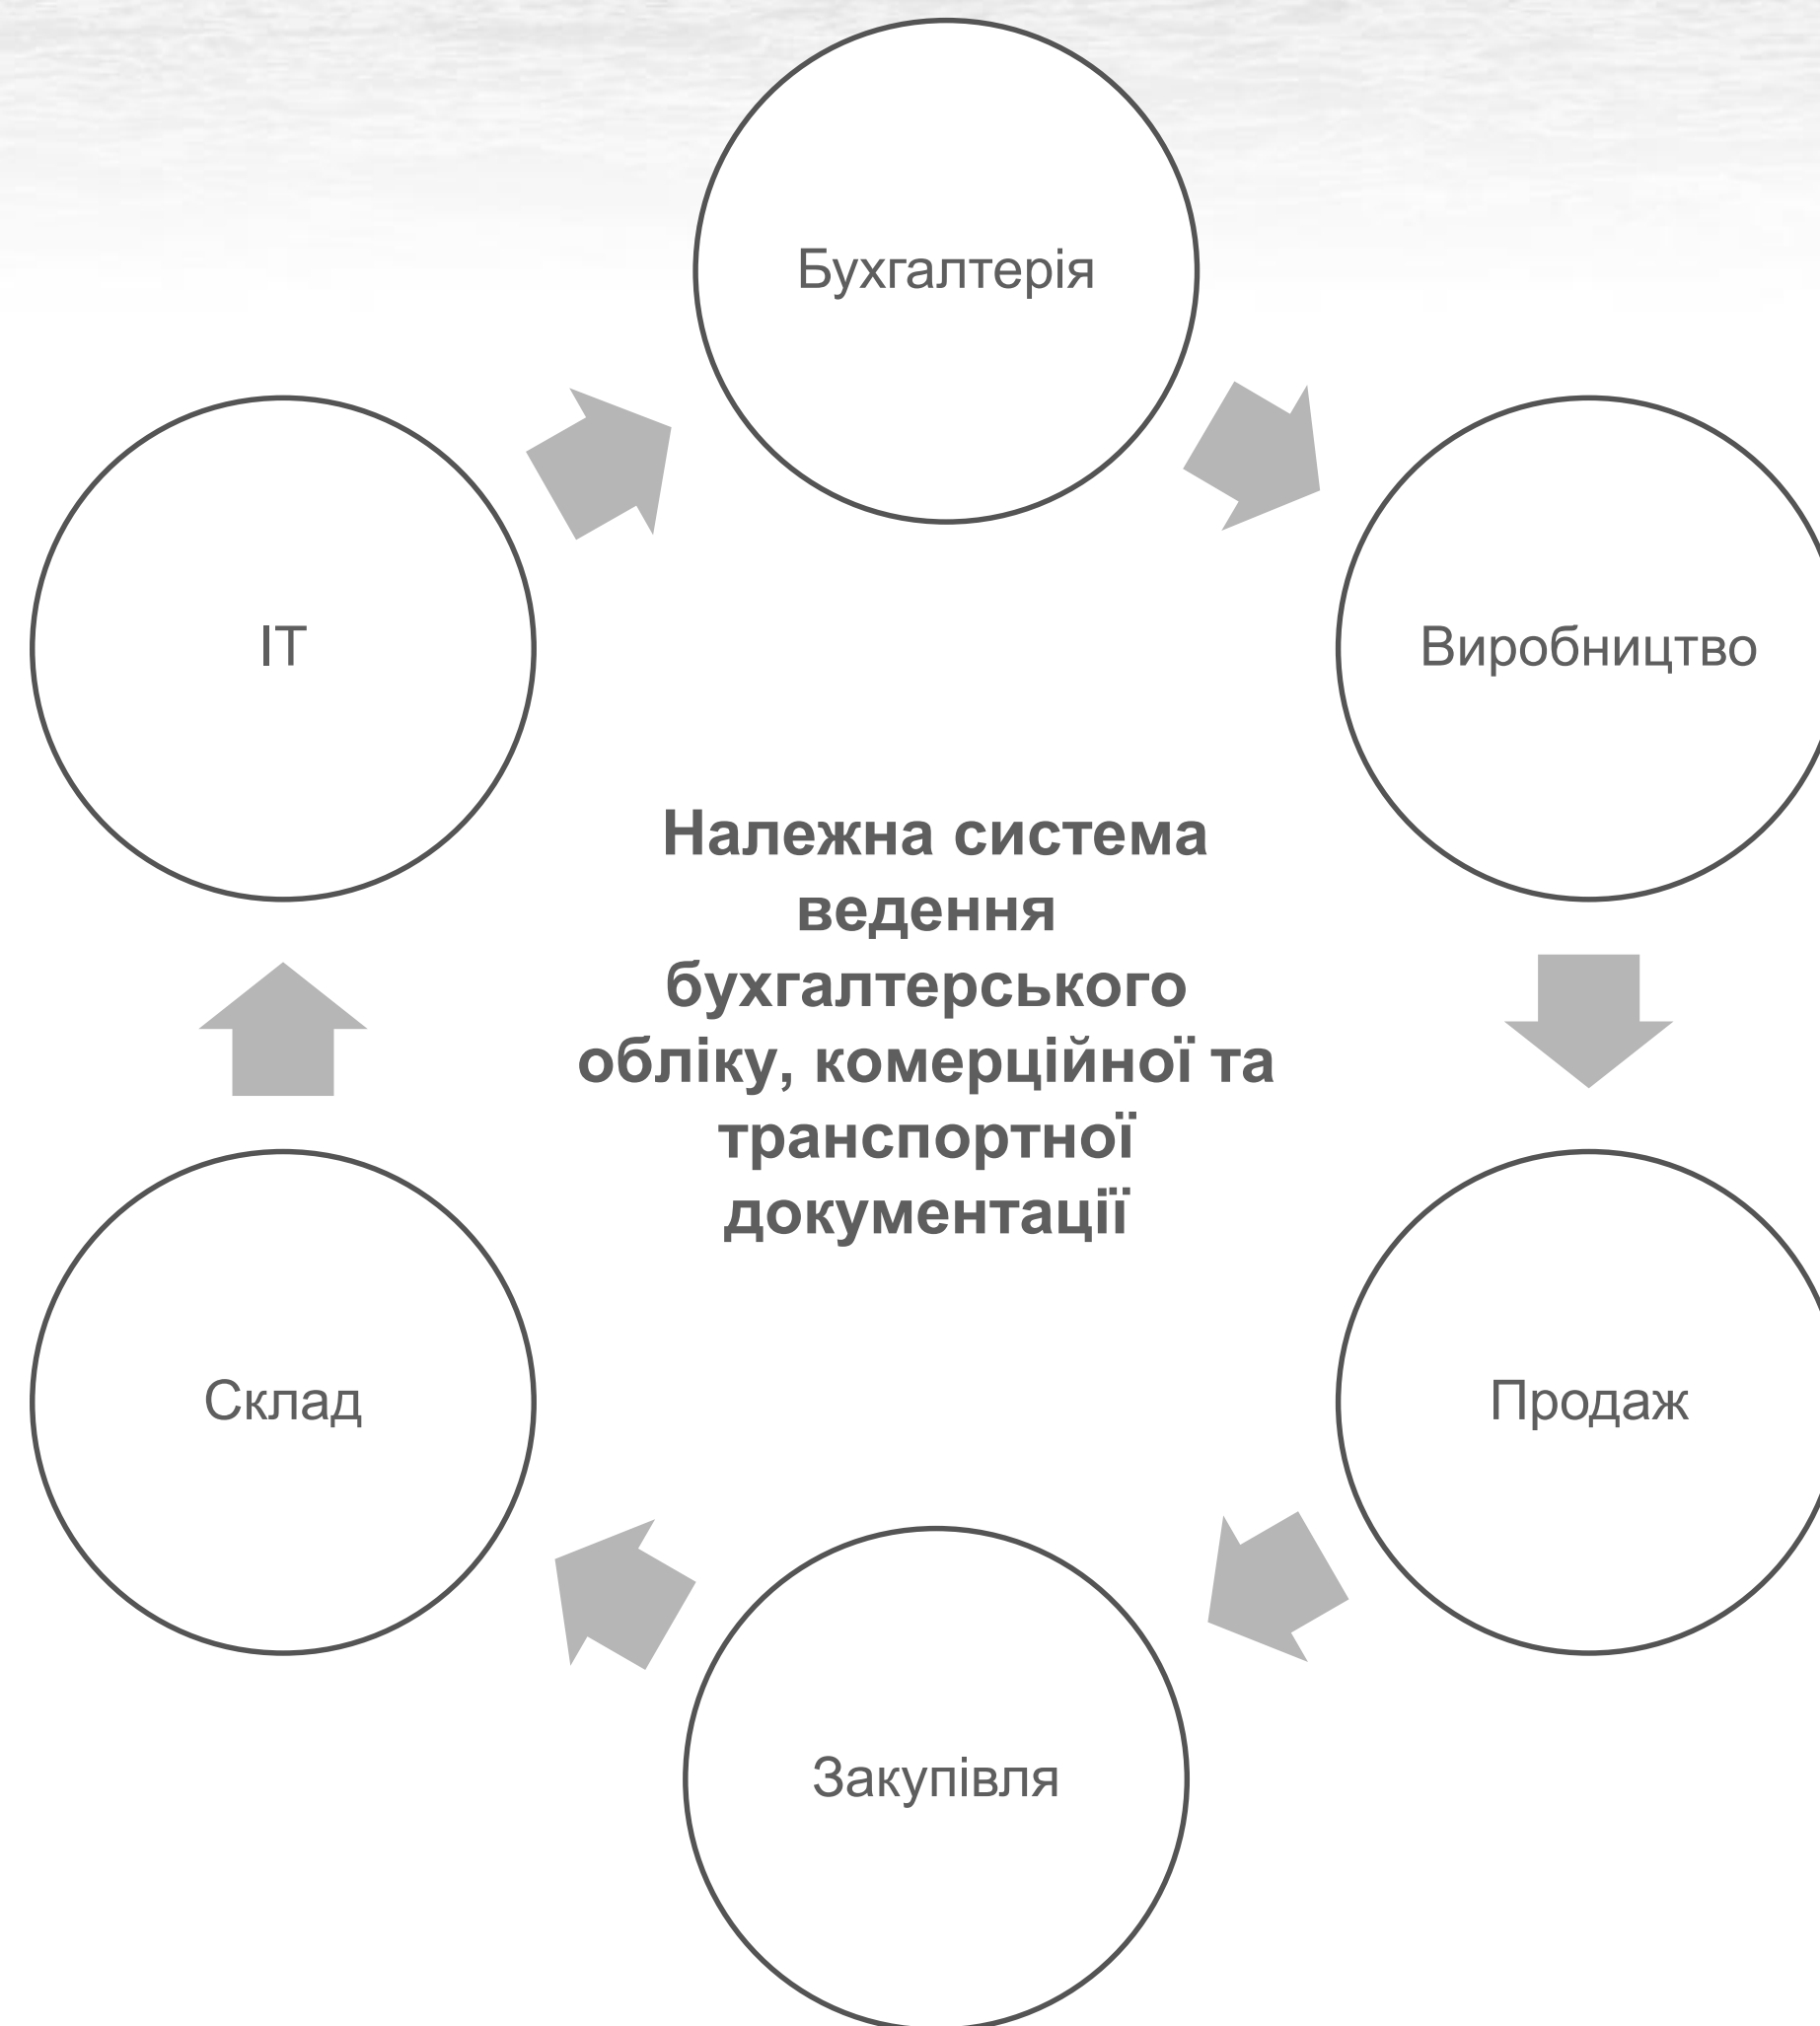 Бухгалтерія
ІТ
Виробництво
Належна система
ведення
бухгалтерського
обліку, комерційної та
транспортної
документації
Склад
Продаж
Закупівля